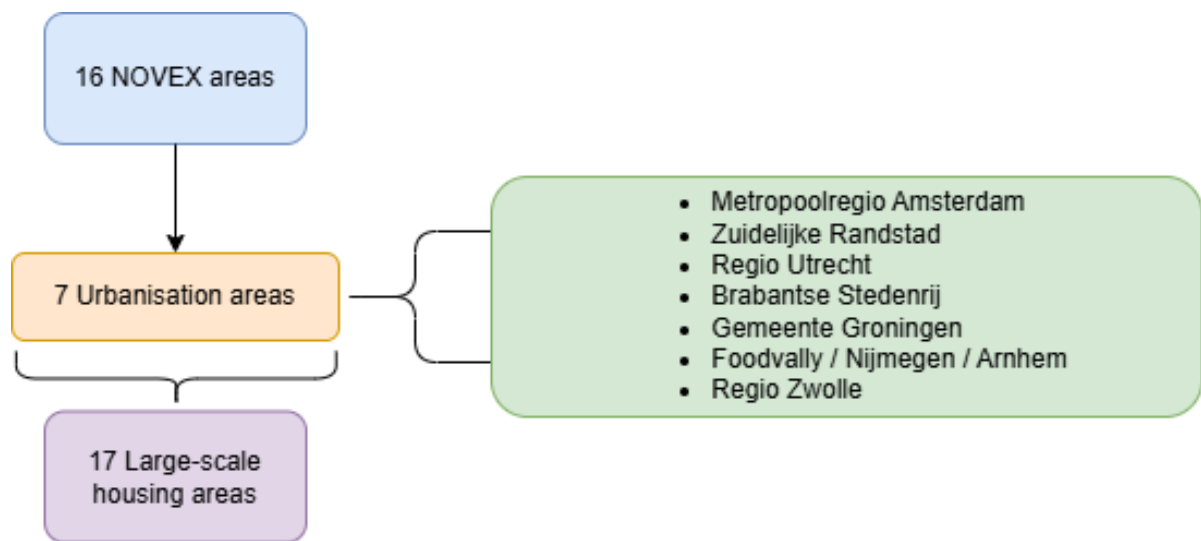 16 NOVEX areas
7 Urbanisation areas
17 Large-scale
housing areas
• Metropoolregio Amsterdam
• Zuidelijke Randstad
• Regio Utrecht
• Brabantse Stedenrij
• Gemeente Groningen
• Foodvally / Nijmegen / Arnhem
• Regio Zwolle